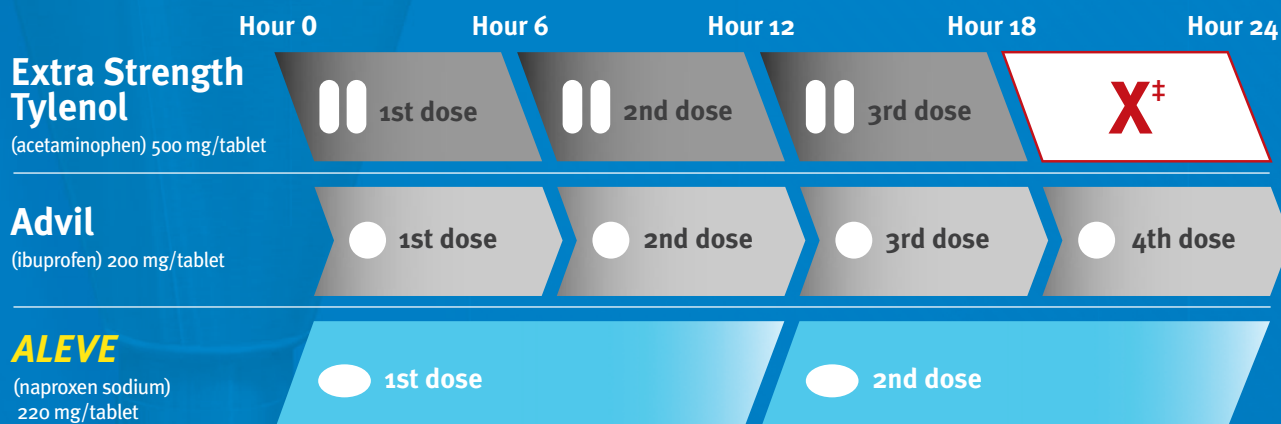 Hour 0 Hour 6 Hour 12 Hour 18 Hour 24
Extra Strength
Tylenol
(acetaminophen) 500 mg/tablet
1st dose 2nd dose 3rd dose X‡
Advil
(ibuprofen) 200 mg/tablet
1st dose 2nd dose 3rd dose 4th dose
ALEVE
(naproxen sodium)
220 mg/tablet
1st dose 2nd dose